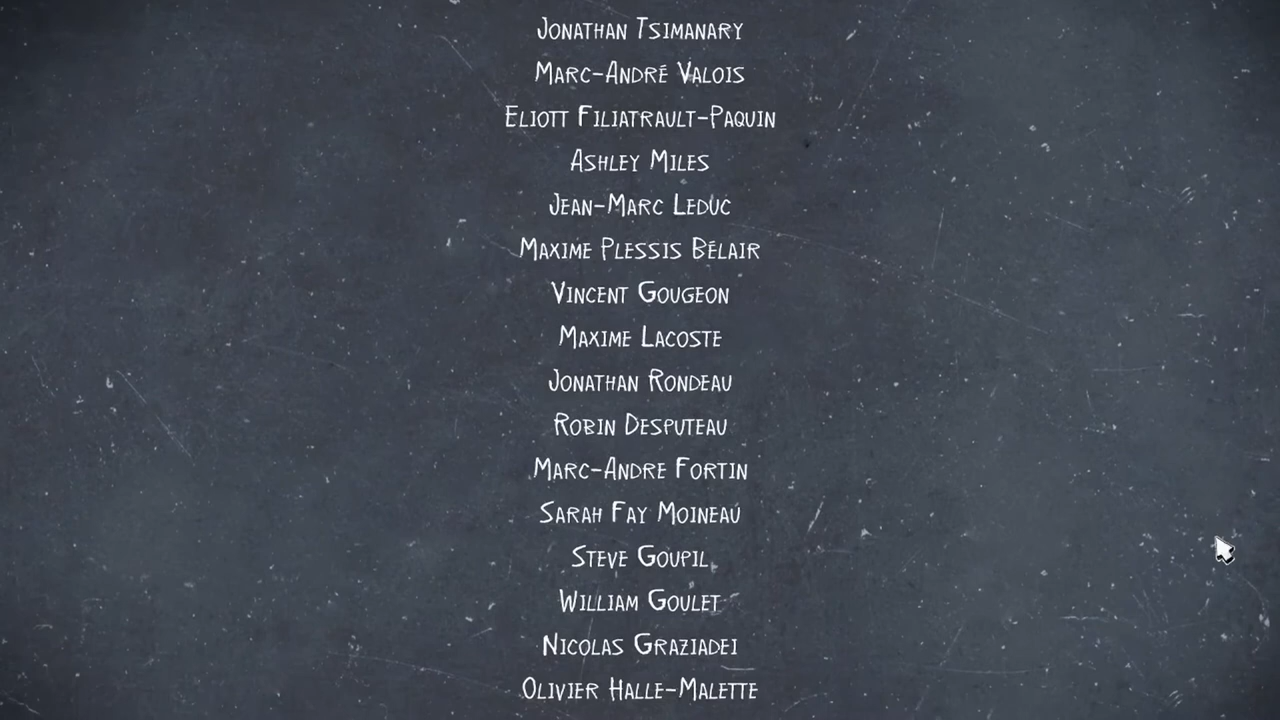 Jonathan Tsimanary
Marc-André Valois
Eliott Filiatrault-Paquin
Ashley Miles
Jean-Marc Leduc
Maxime Plessis Bélair
Vincent Gougeon
Maxime Lacoste
Jonathan Rondeau
Robin Desputeau
Marc-Andre Fortin
Sarah Fay Moineau
Steve Goupil
William Goulet
Nicolas Graziadei
Olivier Halle-Malette